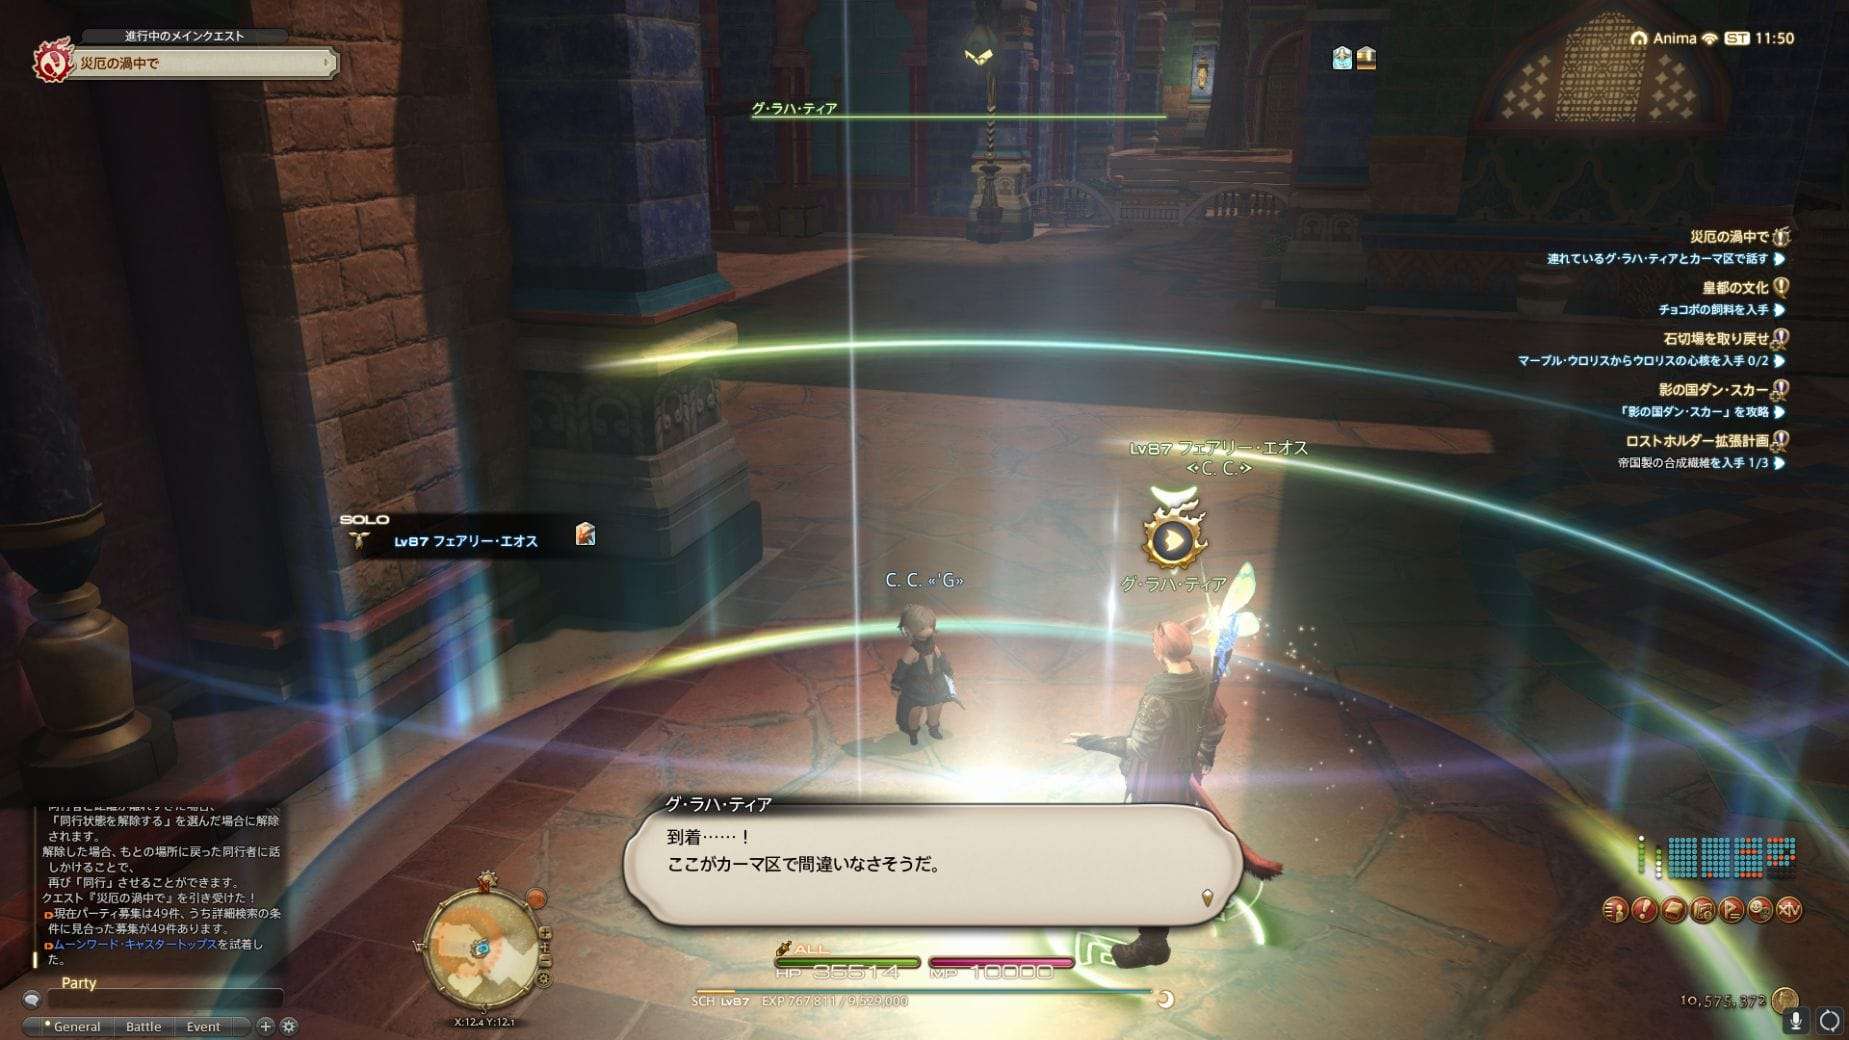 進行中のメインクエスト
災厄の渦中で
グ・ラハ・ティア
Anima ST 11:50
災厄の渦中で
連れているグ・ラハ・ティアとカーマ区で話す
皇都の文化
チョコボの飼料を入手
石切場を取り戻せ
マーブル・ウロリスからウロリスの心核を入手 0/2
影の国ダン・スカー
「影の国ダン・スカー」を攻略
ロストホルダー拡張計画
帝国製の合成繊維を入手 1/3
Lv87 フェアリー・エオス
<・C. C.・>
SOLO
Lv87 フェアリー・エオス
C. C. «'G»
グ・ラハ・ティア
グ・ラハ・ティア
到着……！
ここがカーマ区で間違いなさそうだ。
「同行状態を解除する」を選んだ場合に解除
されます。
解除した場合、もとの場所に戻った同行者に話
しかけることで、
再び「同行」させることができます。
クエスト『災厄の渦中で』を引き受けた！
現在パーティ募集は49件、うち詳細検索の条
件に見合った募集が49件あります。
ムーンワード・キャスタートップスを試着し
た。
Party
General Battle Event
X:12.4 Y:12.1
ALL
HP 35514 MP 10000
SCH Lv87 EXP 767,811 / 9,529,000
10,575,372
XIV